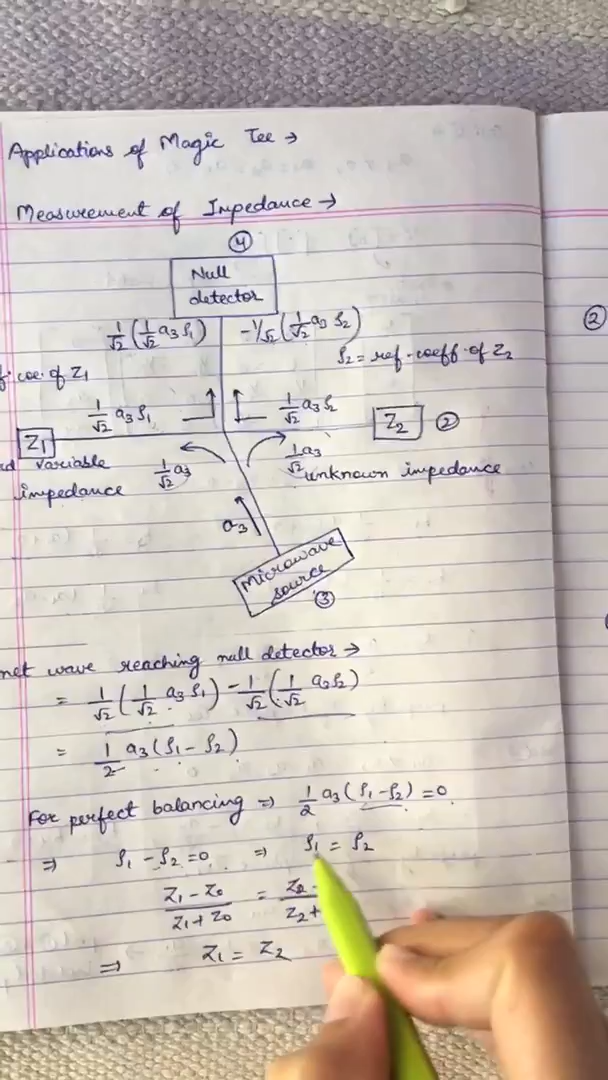 Applications of Magic Tee →
Measurement of Impedance →
④
Null
detector
1/√2 (1/√2 a₃ ρ₁)
-1/√2 (1/√2 a₃ ρ₂)
ρ₂ = ref. coeff. of Z₂
coe. of Z₁
1/√2 a₃ ρ₁
1/√2 a₃ ρ₂
Z₁
Z₂
②
②
variable
impedance
1/√2 a₃
1/√2 a₃
unknown impedance
a₃
Microwave
source
③
net wave reaching null detector →
= 1/√2 (1/√2 a₃ ρ₁) - 1/√2 (1/√2 a₃ ρ₂)
= 1/2 a₃ (ρ₁ - ρ₂)
For perfect balancing ⇒ 1/2 a₃ (ρ₁ - ρ₂) = 0
⇒ ρ₁ - ρ₂ = 0 ⇒ ρ₁ = ρ₂
Z₁ - Z₀ / Z₁ + Z₀ = Z₂ - / Z₂ +
⇒ Z₁ = Z₂